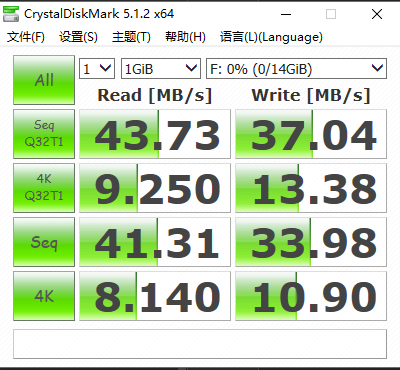 CrystalDiskMark 5.1.2 x64
文件(F) 设置(S) 主题(T) 帮助(H) 语言(L)(Language)
All 1 1GiB F: 0% (0/14GiB)
Read [MB/s] Write [MB/s]
Seq Q32T1 43.73 37.04
4K Q32T1 9.250 13.38
Seq 41.31 33.98
4K 8.140 10.90